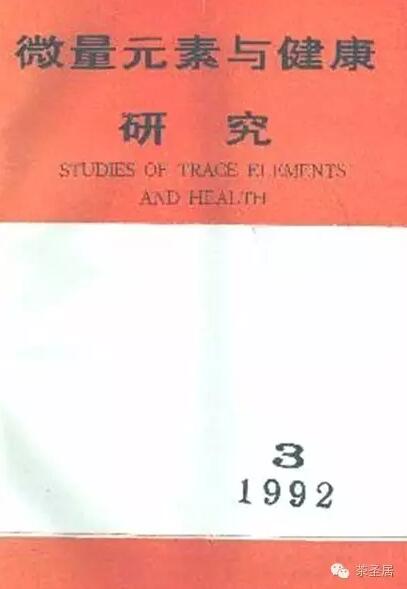 微量元素与健康
研究
STUDIES OF TRACE ELEMENTS
AND HEALTH
3
1992
茶圣居